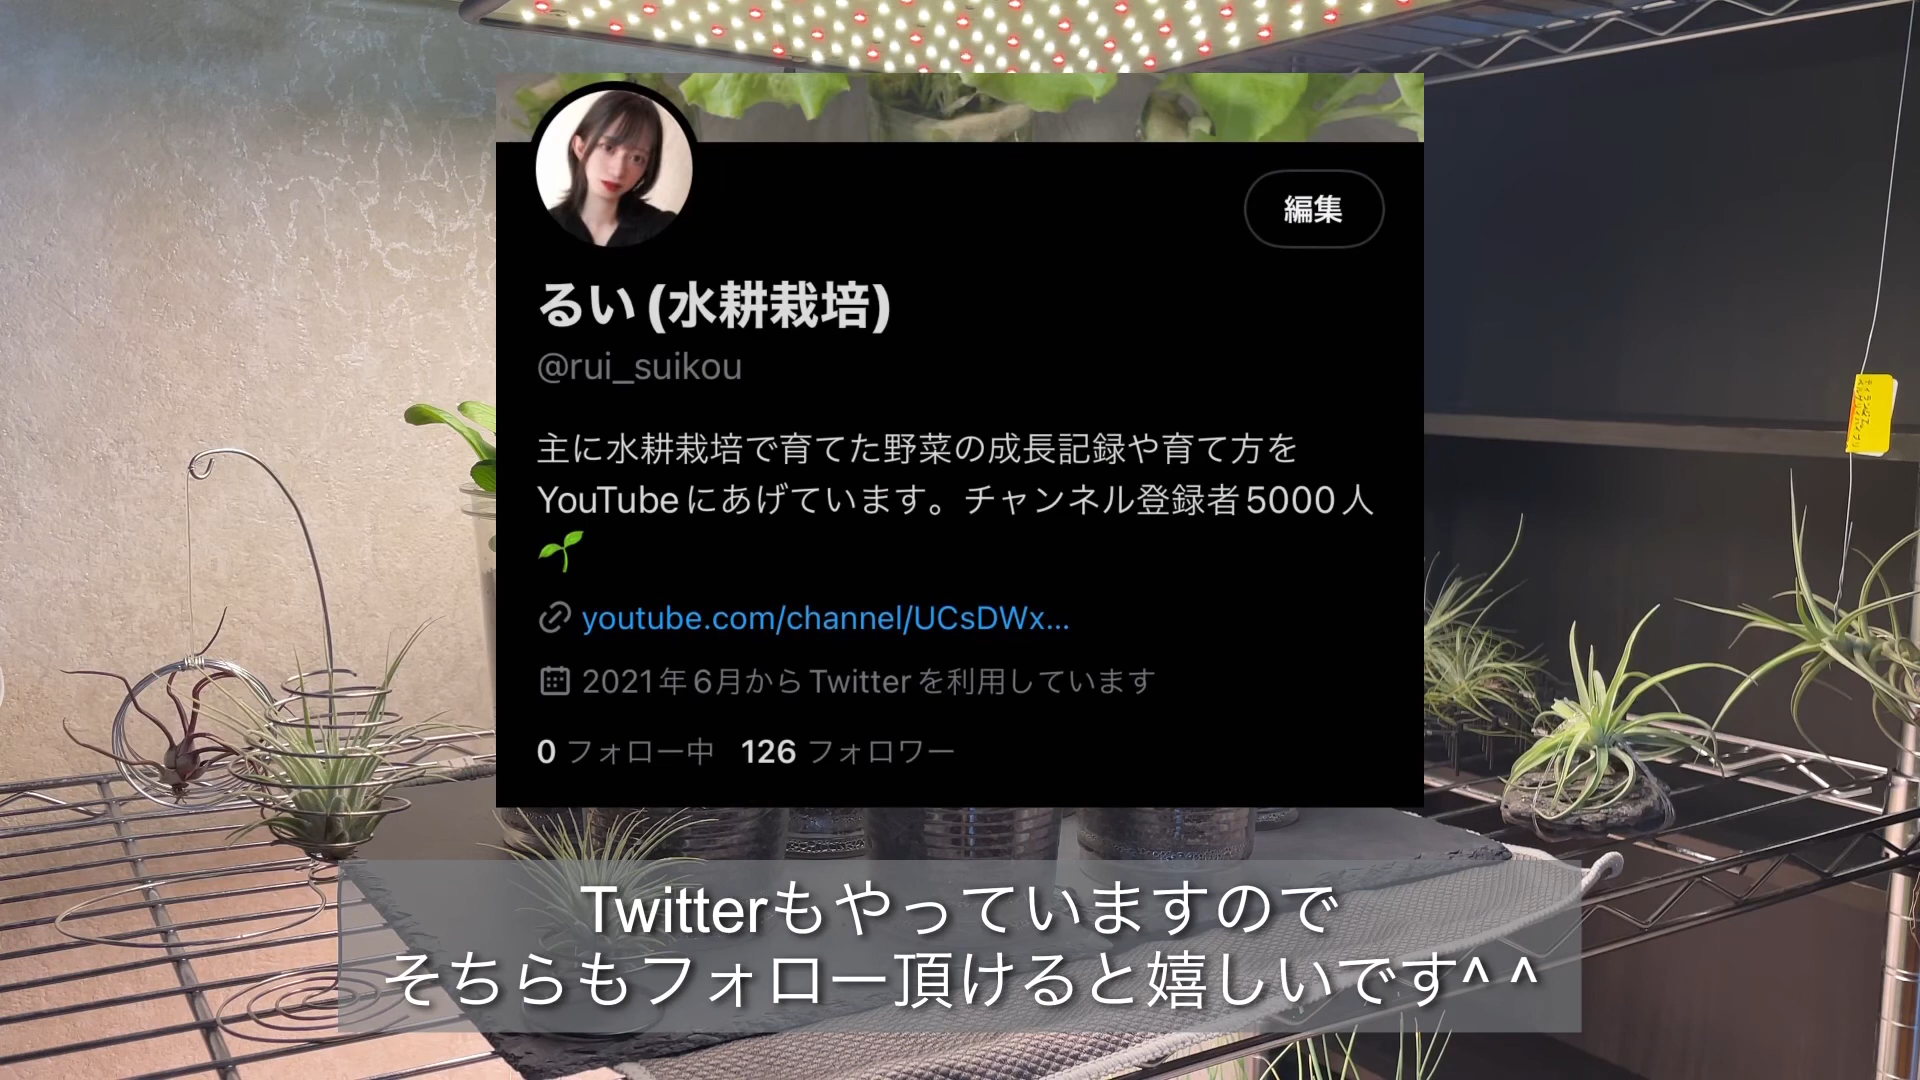 編集
るい (水耕栽培)
@rui_suikou
主に水耕栽培で育てた野菜の成長記録や育て方を
YouTubeにあげています。チャンネル登録者5000人
🌱
youtube.com/channel/UCsDWx...
2021年6月からTwitterを利用しています
0 フォロー中 126 フォロワー
Twitterもやっていますので
そちらもフォロー頂けると嬉しいです^ ^